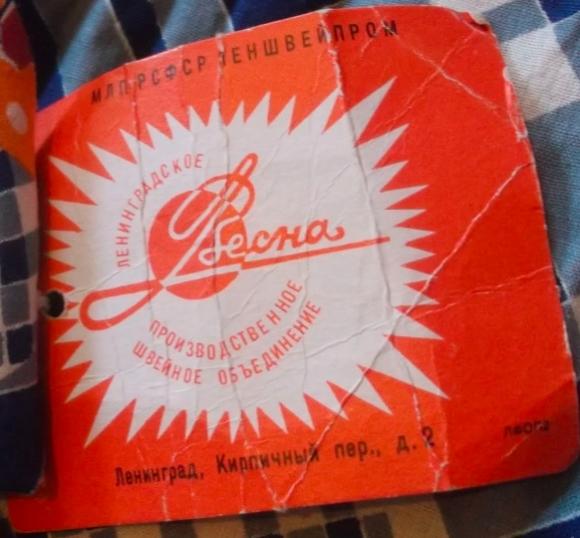 МЛП РСФСР ЛЕНШВЕЙПРОМ
ЛЕНИНГРАДСКОЕ
Весна
ПРОИЗВОДСТВЕННОЕ
ШВЕЙНОЕ ОБЪЕДИНЕНИЕ
Ленинград, Кирпичный пер., д. 2